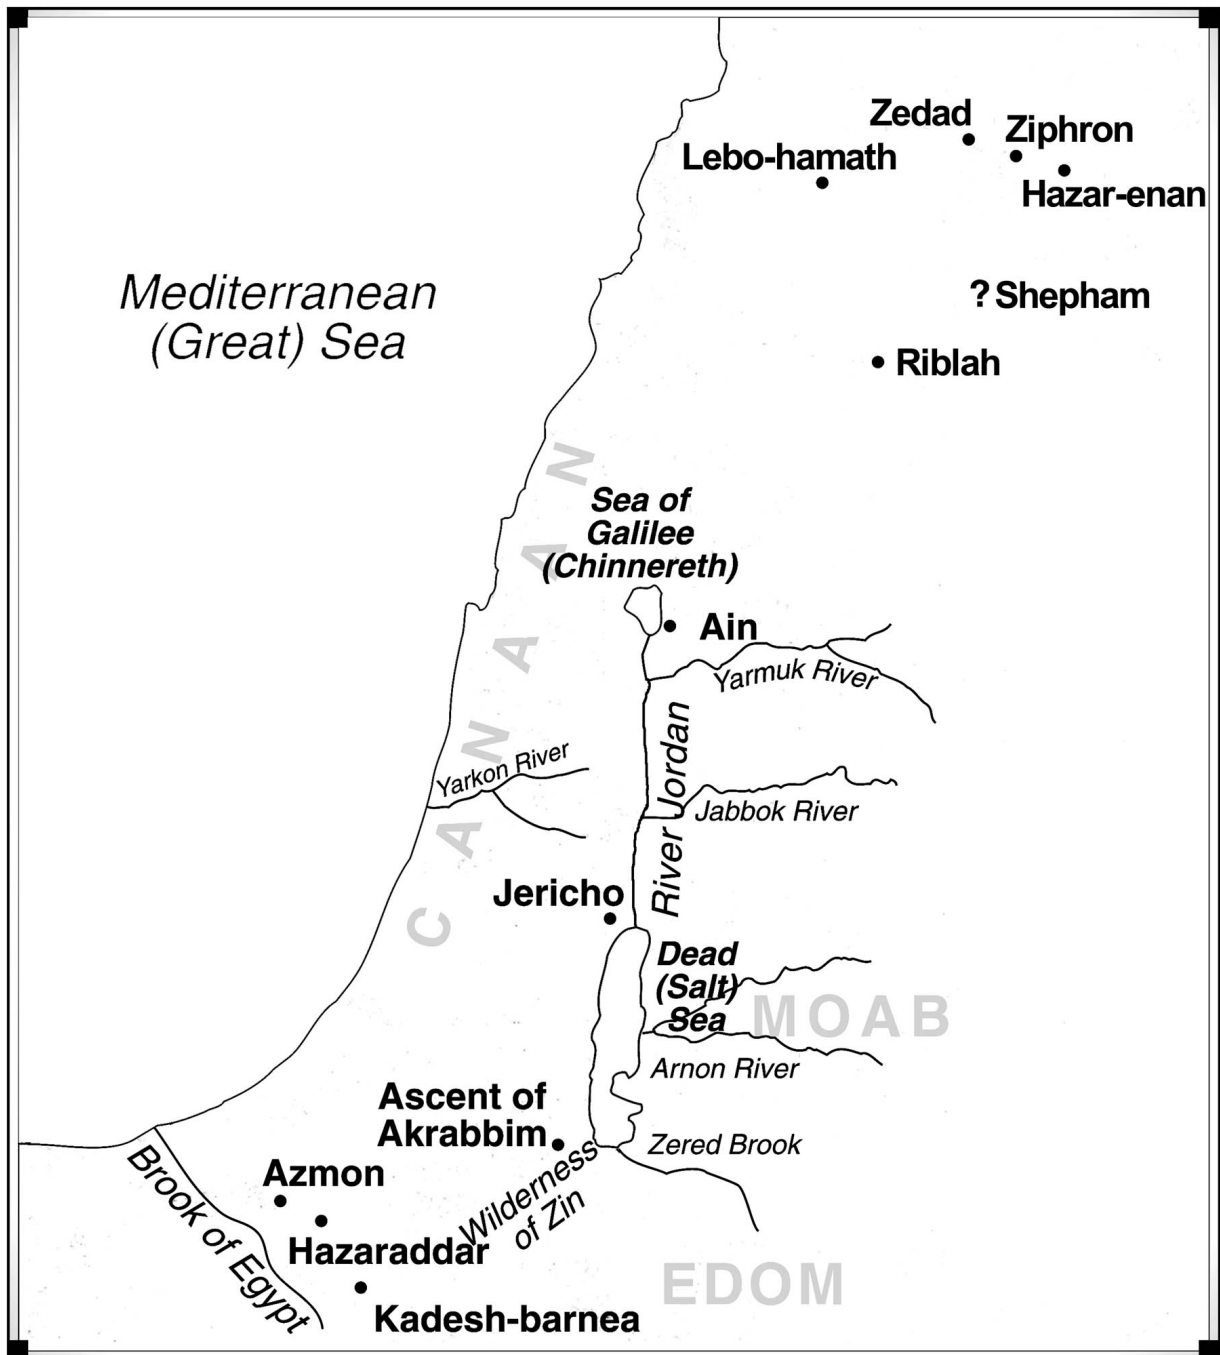 Zedad
Ziphron
Lebo-hamath
Hazar-enan
Mediterranean
(Great) Sea
? Shepham
Riblah
CANAAN
Sea of
Galilee
(Chinnereth)
Ain
Yarmuk River
River Jordan
Yarkon River
Jabbok River
Jericho
Dead
(Salt)
Sea
MOAB
Arnon River
Ascent of
Akrabbim
Zered Brook
Wilderness
of Zin
Azmon
Brook of Egypt
Hazaraddar
EDOM
Kadesh-barnea